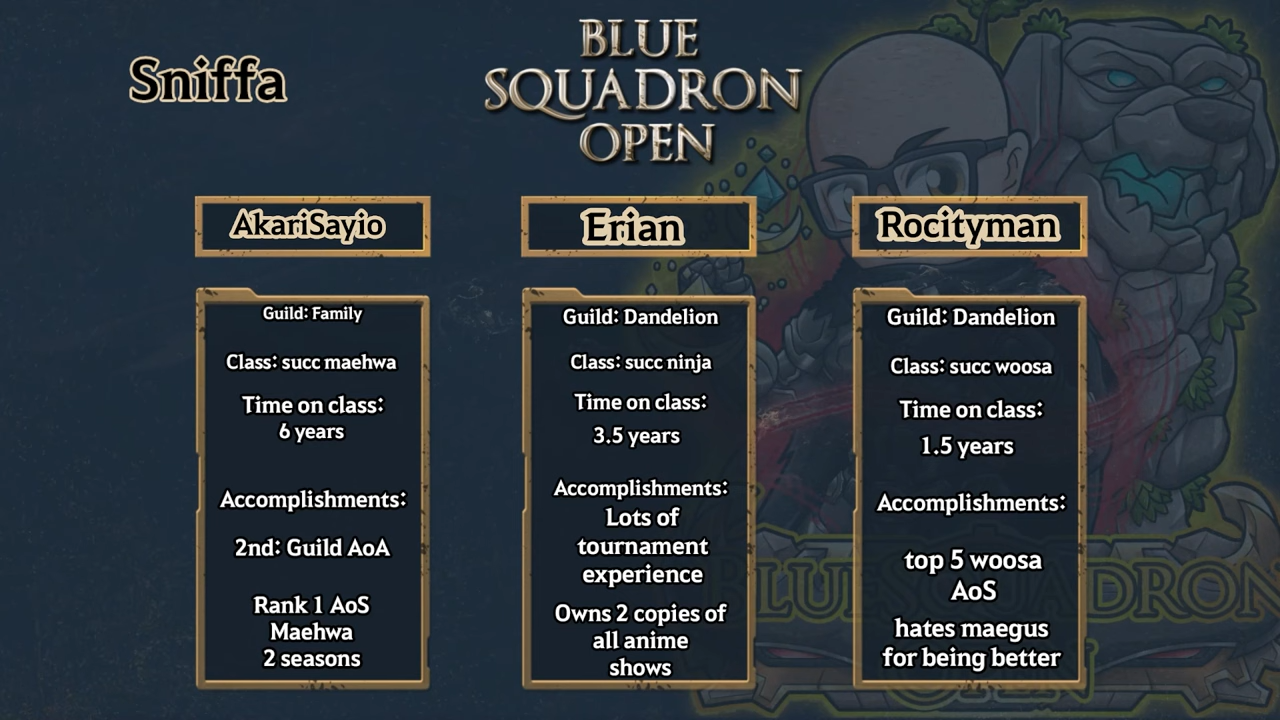 Sniffa
BLUE
SQUADRON
OPEN
AkariSayio
Guild: Family
Class: succ maehwa
Time on class:
6 years
Accomplishments:
2nd: Guild AoA
Rank 1 AoS
Maehwa
2 seasons
Erian
Guild: Dandelion
Class: succ ninja
Time on class:
3.5 years
Accomplishments:
Lots of
tournament
experience
Owns 2 copies of
all anime
shows
Rocityman
Guild: Dandelion
Class: succ woosa
Time on class:
1.5 years
Accomplishments:
top 5 woosa
AoS
hates maegus
for being better
BLUESQUADRON
OPEN